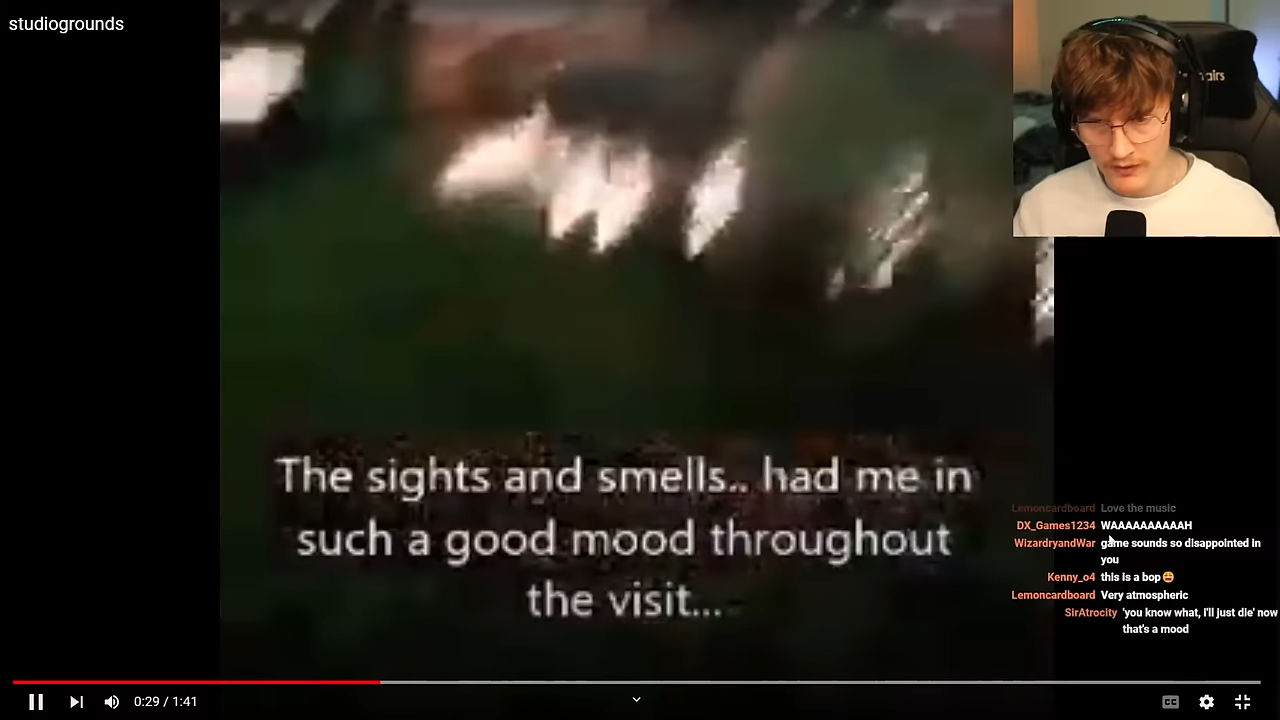 studiogrounds
airs
The sights and smells.. had me in
such a good mood throughout
the visit...
Lemoncardboard Love the music
DX_Games1234 WAAAAAAAAAAH
WizardryandWar game sounds so disappointed in
you
Kenny_o4 this is a bop😩
Lemoncardboard Very atmospheric
SirAtrocity 'you know what, I'll just die' now
that's a mood
0:29 / 1:41
CC